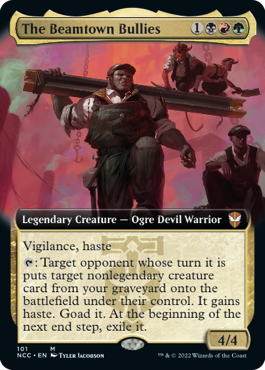 The Beamtown Bullies 1
Legendary Creature — Ogre Devil Warrior
Vigilance, haste
: Target opponent whose turn it is
puts target nonlegendary creature
card from your graveyard onto the
battlefield under their control. It gains
haste. Goad it. At the beginning of the
next end step, exile it.
4/4
101 M
NCC • EN Tyler Jacobson ™ & © 2022 Wizards of the Coast